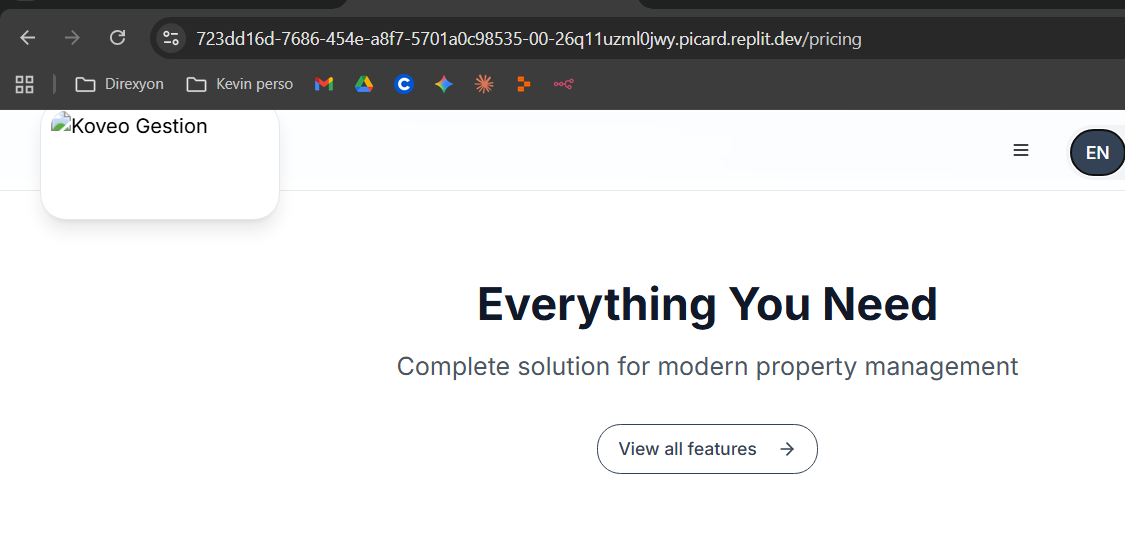 723dd16d-7686-454e-a8f7-5701a0c98535-00-26q11uzml0jwy.picard.replit.dev/pricing
Direxyon Kevin perso
Koveo Gestion
EN
Everything You Need
Complete solution for modern property management
View all features